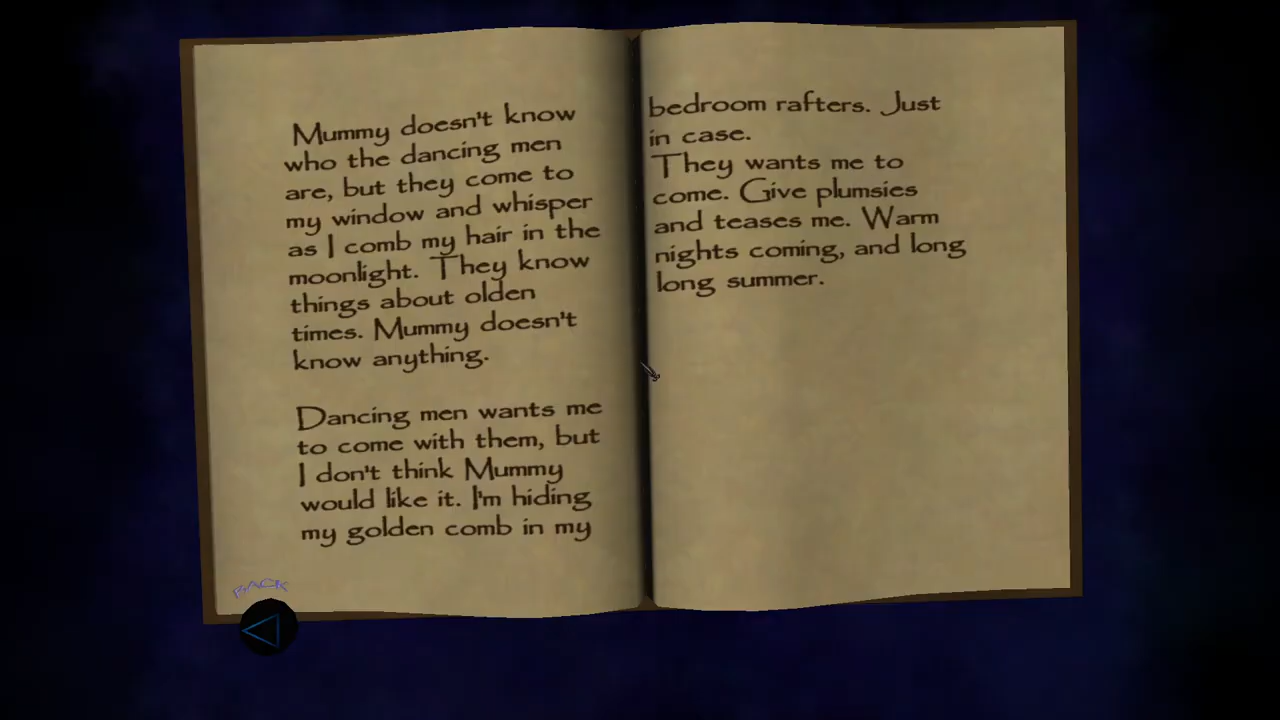 Mummy doesn't know
who the dancing men
are, but they come to
my window and whisper
as I comb my hair in the
moonlight. They know
things about olden
times. Mummy doesn't
know anything.
Dancing men wants me
to come with them, but
I don't think Mummy
would like it. I'm hiding
my golden comb in my
bedroom rafters. Just
in case.
They wants me to
come. Give plumsies
and teases me. Warm
nights coming, and long
long summer.
BACK